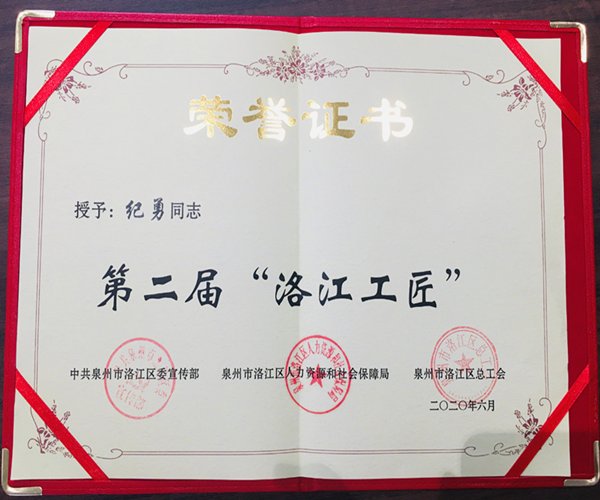 荣誉证书
授予：纪勇同志
第二届“洛江工匠”
中共泉州市洛江区委宣传部 泉州市洛江区人力资源和社会保障局 泉州市洛江区总工会
二〇二〇年六月